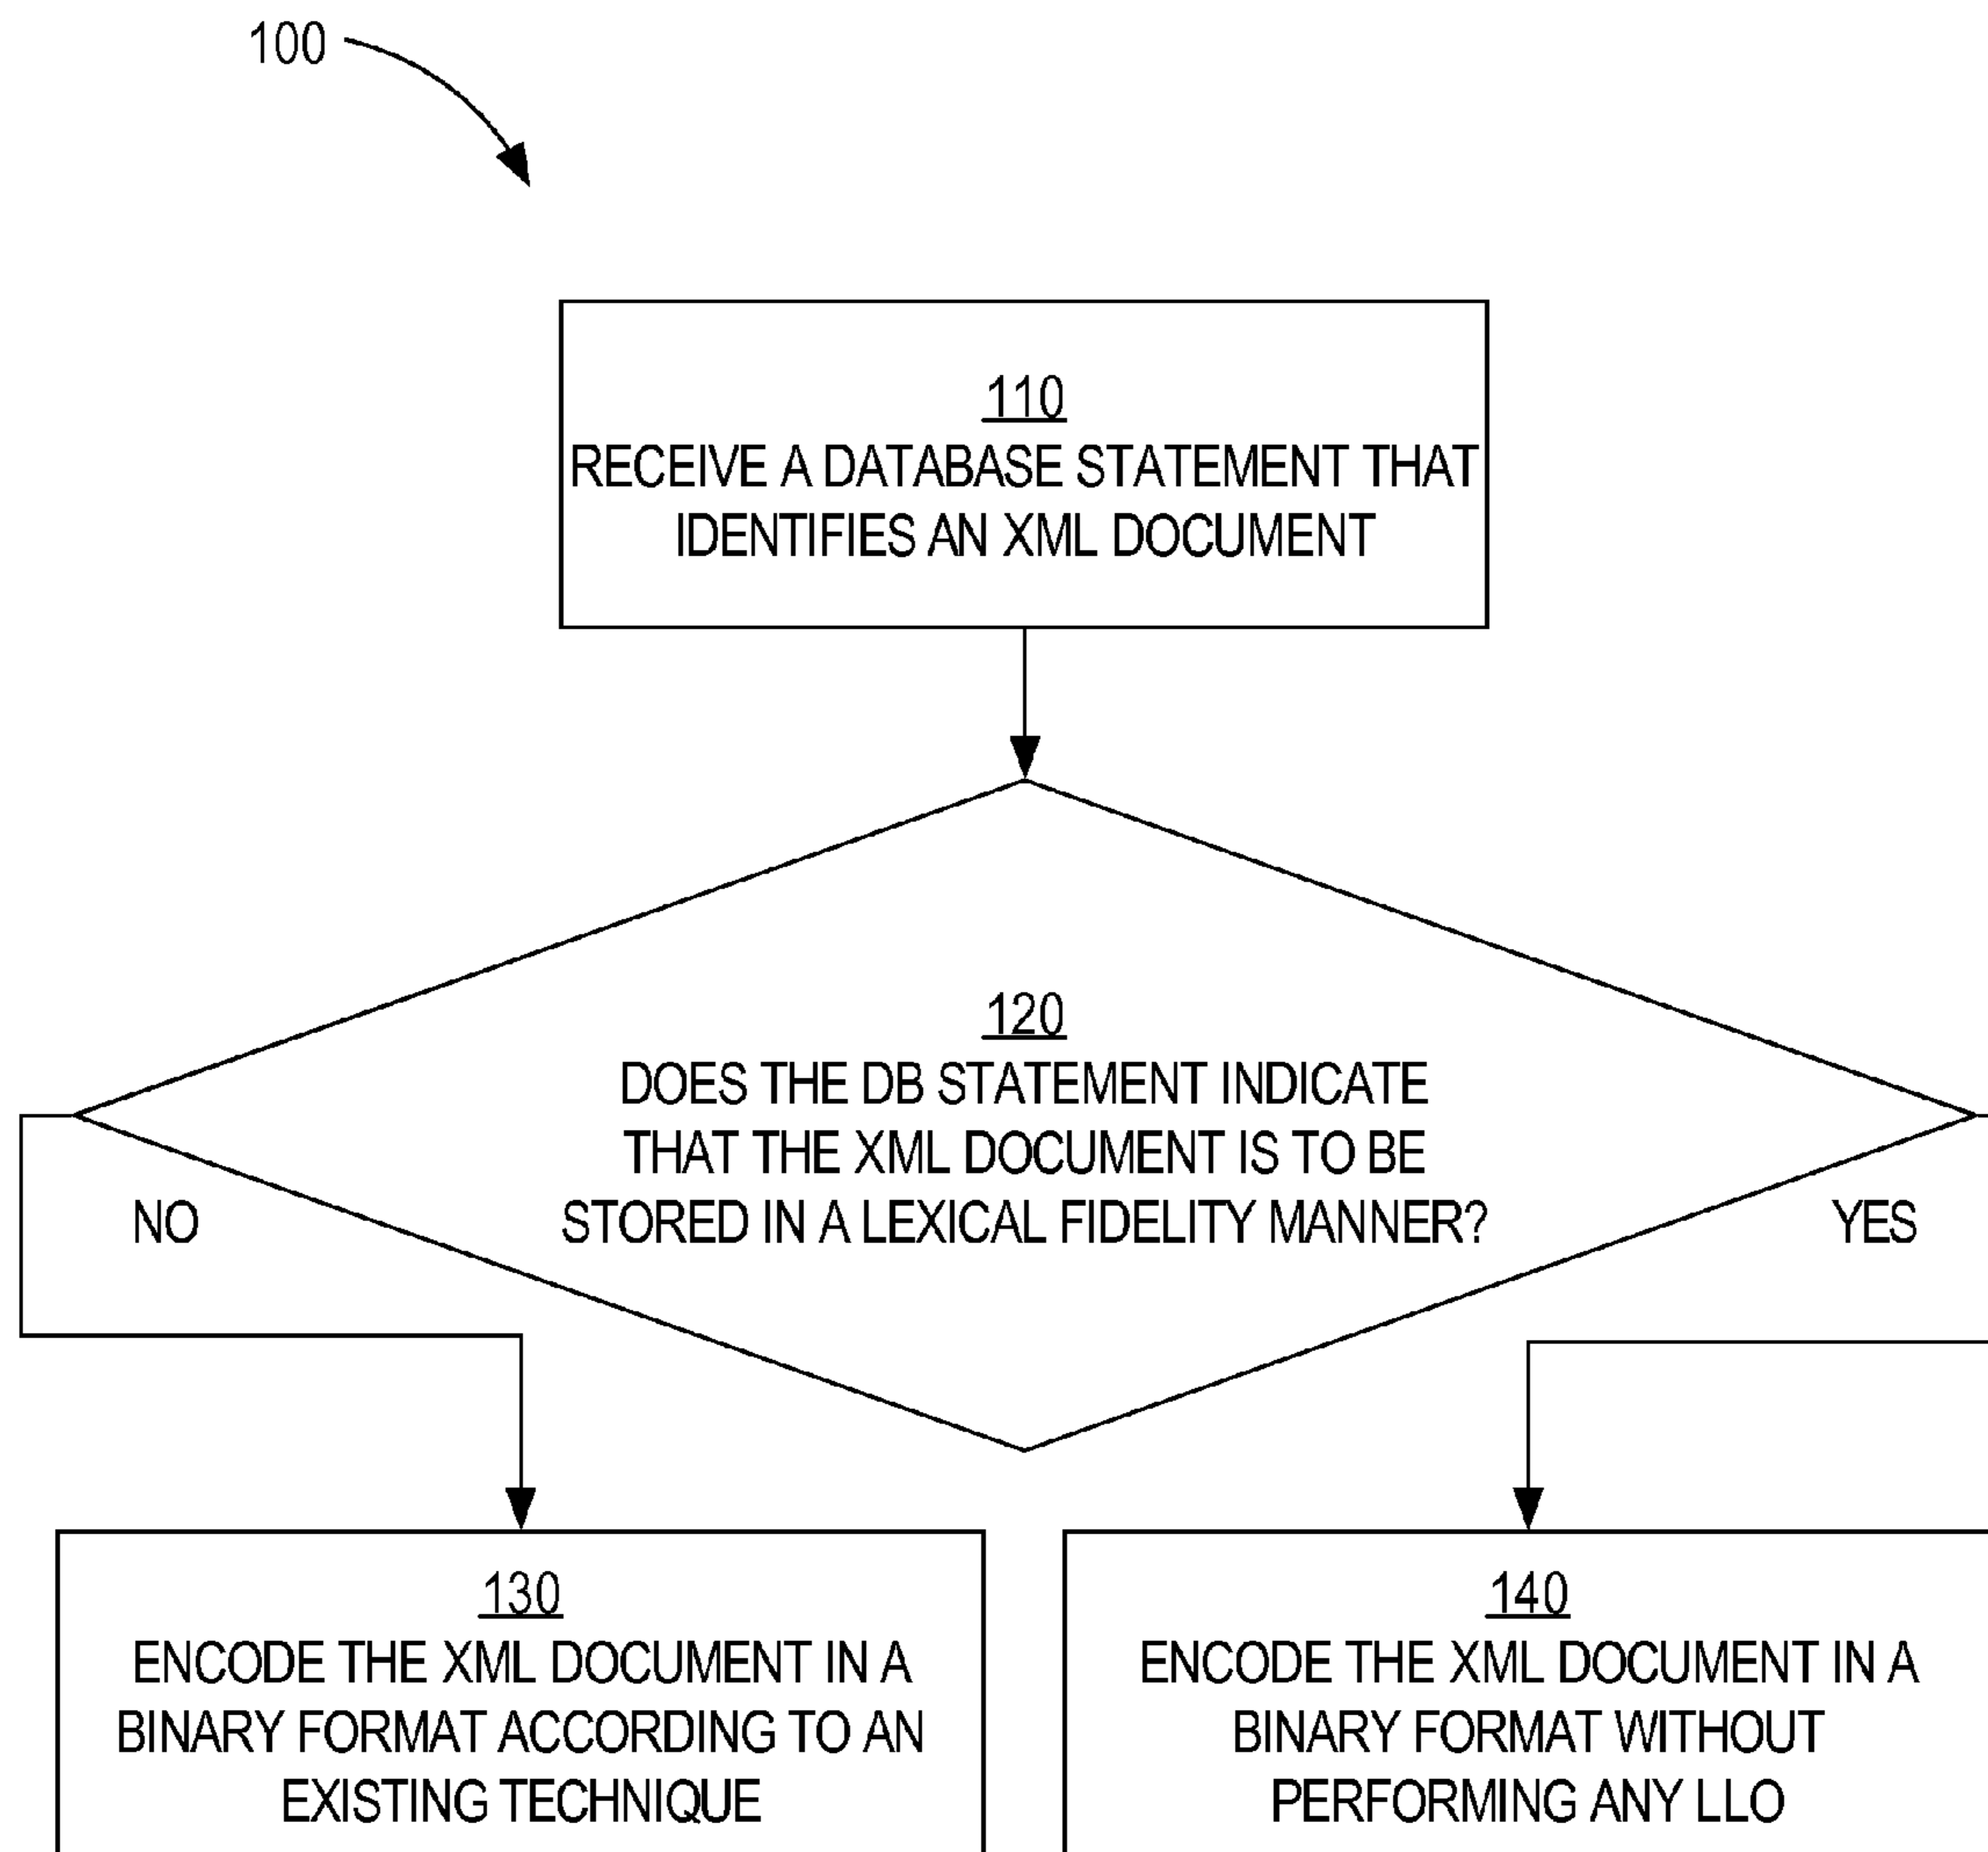 100
110
RECEIVE A DATABASE STATEMENT THAT
IDENTIFIES AN XML DOCUMENT
120
DOES THE DB STATEMENT INDICATE
THAT THE XML DOCUMENT IS TO BE
STORED IN A LEXICAL FIDELITY MANNER?
NO
YES
130
ENCODE THE XML DOCUMENT IN A
BINARY FORMAT ACCORDING TO AN
EXISTING TECHNIQUE
140
ENCODE THE XML DOCUMENT IN A
BINARY FORMAT WITHOUT
PERFORMING ANY LLO